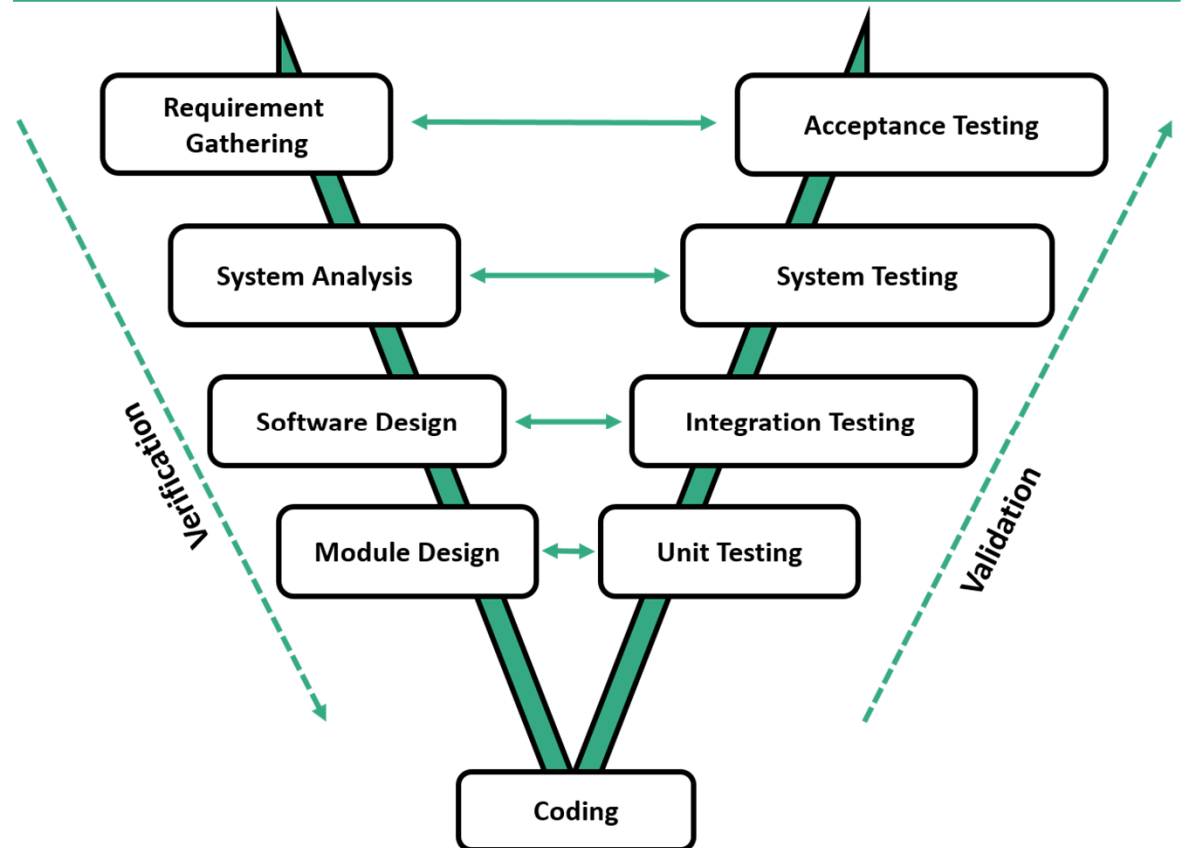 Requirement
Gathering
Acceptance Testing
System Analysis
System Testing
Software Design
Integration Testing
Verification
Validation
Module Design
Unit Testing
Coding